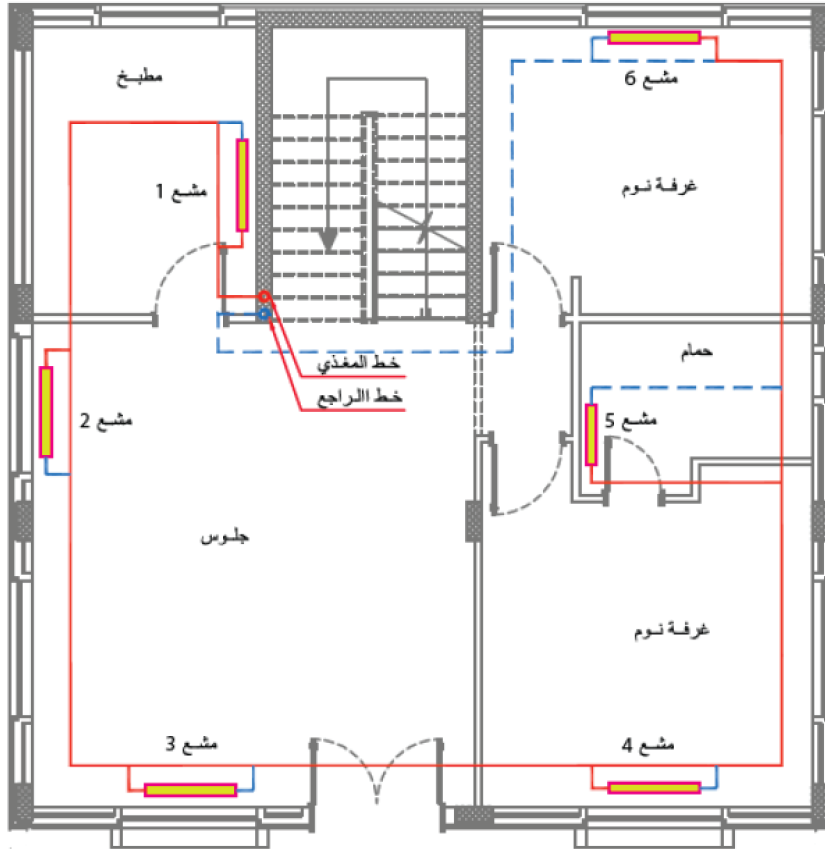 مطبخ
مشع 6
مشع 1
غرفة نوم
حمام
خط المغذي
خط االراجع
مشع 2
مشع 5
جلوس
غرفة نوم
مشع 3
مشع 4